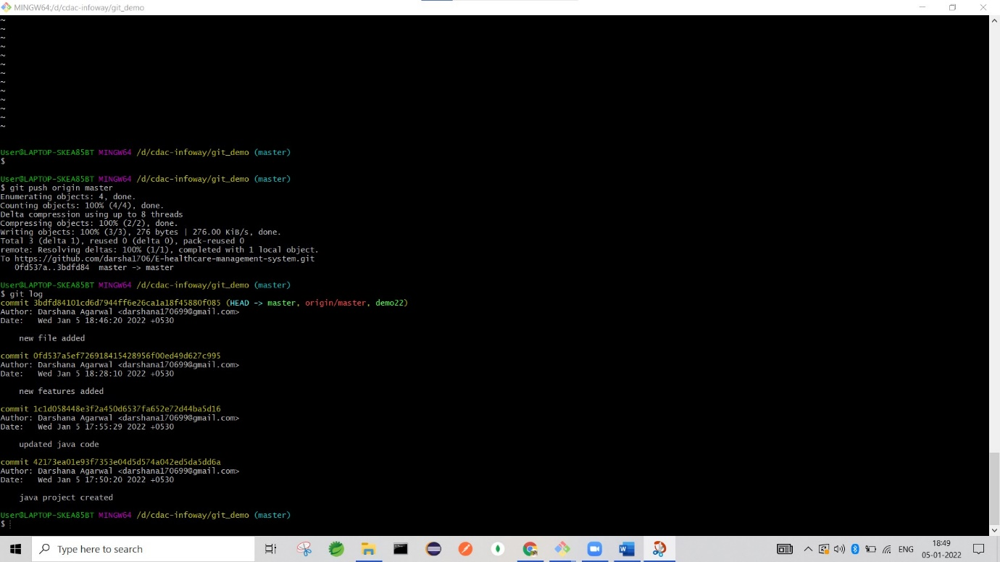 MINGW64:/d/cdac-infoway/git_demo
~
~
~
~
~
~
~
~
~
~
~
~
~
User@LAPTOP-SKEA85BT MINGW64 /d/cdac-infoway/git_demo (master)
$
User@LAPTOP-SKEA85BT MINGW64 /d/cdac-infoway/git_demo (master)
$ git push origin master
Enumerating objects: 4, done.
Counting objects: 100% (4/4), done.
Delta compression using up to 8 threads
Compressing objects: 100% (2/2), done.
Writing objects: 100% (3/3), 276 bytes | 276.00 KiB/s, done.
Total 3 (delta 1), reused 0 (delta 0), pack-reused 0
remote: Resolving deltas: 100% (1/1), completed with 1 local object.
To https://github.com/darsha1706/E-healthcare-management-system.git
0fd537a..3bdfd84 master -> master
User@LAPTOP-SKEA85BT MINGW64 /d/cdac-infoway/git_demo (master)
$ git log
commit 3bdfd84101cd6d7944ff6e26ca1a18f45880f085 (HEAD -> master, origin/master, demo22)
Author: Darshana Agarwal <darshana170699@gmail.com>
Date: Wed Jan 5 18:46:20 2022 +0530
new file added
commit 0fd537a5ef726918415428956f00ed49d627c995
Author: Darshana Agarwal <darshana170699@gmail.com>
Date: Wed Jan 5 18:28:10 2022 +0530
new features added
commit 1c1d058448e3f2a450d6537fa652e72d44ba5d16
Author: Darshana Agarwal <darshana170699@gmail.com>
Date: Wed Jan 5 17:55:29 2022 +0530
updated java code
commit 42173ea01e93f7353e04d5d574a042ed5da5dd6a
Author: Darshana Agarwal <darshana170699@gmail.com>
Date: Wed Jan 5 17:50:20 2022 +0530
java project created
User@LAPTOP-SKEA85BT MINGW64 /d/cdac-infoway/git_demo (master)
$
Type here to search
ENG
18:49
05-01-2022